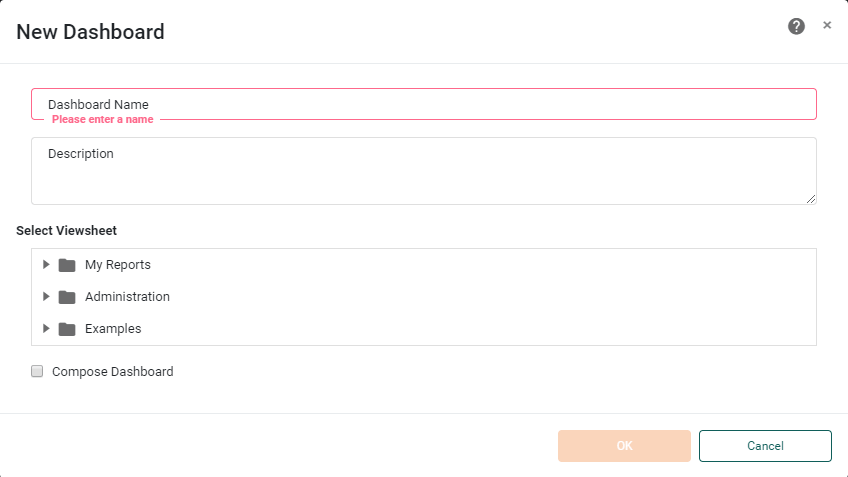 New Dashboard
Dashboard Name
Please enter a name
Description
Select Viewsheet
My Reports
Administration
Examples
Compose Dashboard
OK
Cancel